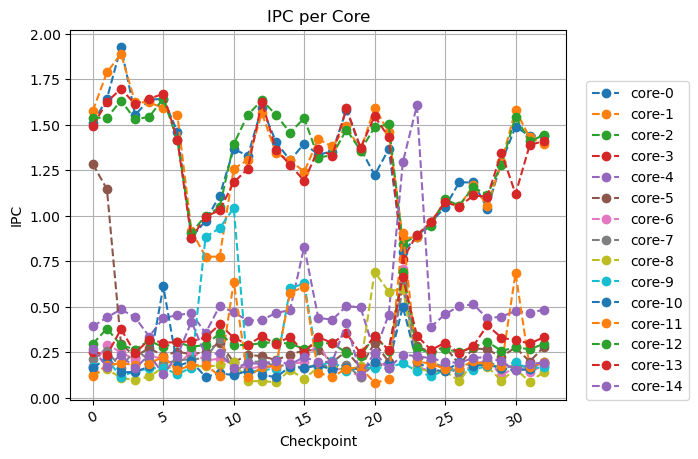 IPC per Core
2.00
1.75
1.50
1.25
1.00
0.75
0.50
0.25
0.00
IPC
0
5
10
15
20
25
30
Checkpoint
core-0
core-1
core-2
core-3
core-4
core-5
core-6
core-7
core-8
core-9
core-10
core-11
core-12
core-13
core-14